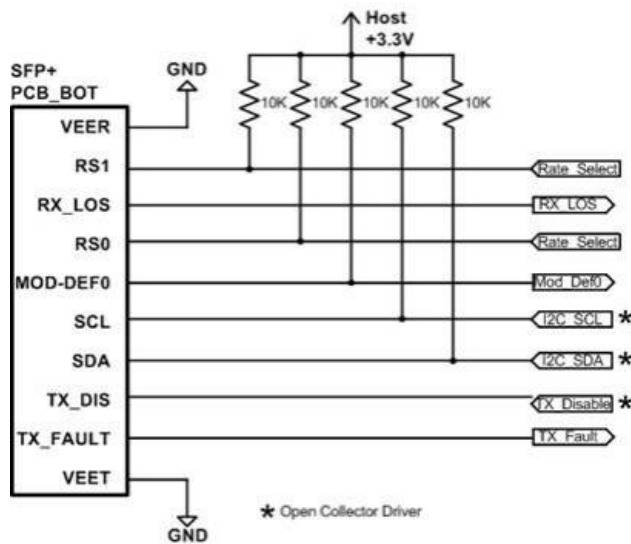 Host
+3.3V
SFP+
PCB_BOT
GND
10K
10K
10K
10K
10K
VEER
RS1
Rate_Select
RX_LOS
RX_LOS
RS0
Rate_Select
MOD-DEF0
Mod_Def0
SCL
I2C_SCL *
SDA
I2C_SDA *
TX_DIS
TX_Disable *
TX_FAULT
TX_Fault
VEET
GND
* Open Collector Driver